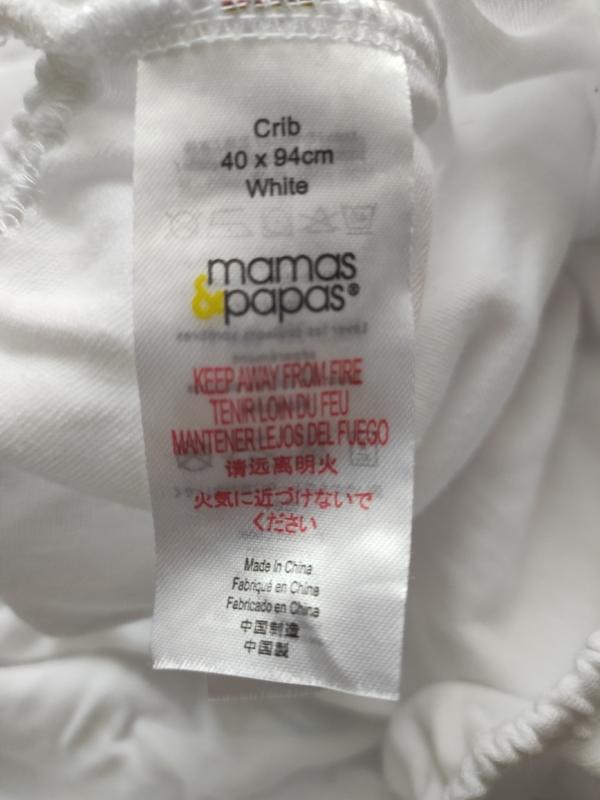 Crib
40 x 94cm
White
mamas
&papas®
KEEP AWAY FROM FIRE
TENIR LOIN DU FEU
MANTENER LEJOS DEL FUEGO
请远离明火
火気に近づけないで
ください
Made In China
Fabriqué en China
Fabricado en China
中国制造
中国製